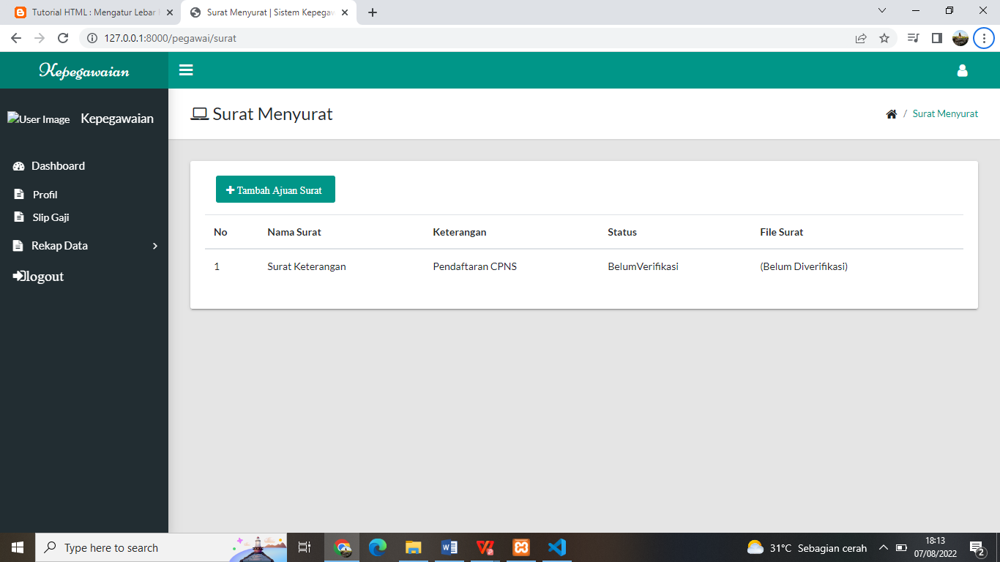 Tutorial HTML : Mengatur Lebar
Surat Menyurat | Sistem Kepegaw
127.0.0.1:8000/pegawai/surat
Kepegawaian
User Image
Kepegawaian
Surat Menyurat
/ Surat Menyurat
Dashboard
Profil
Slip Gaji
Rekap Data
logout
Tambah Ajuan Surat
No Nama Surat Keterangan Status File Surat
1 Surat Keterangan Pendaftaran CPNS BelumVerifikasi (Belum Diverifikasi)
Type here to search
31°C Sebagian cerah
18:13
07/08/2022
2